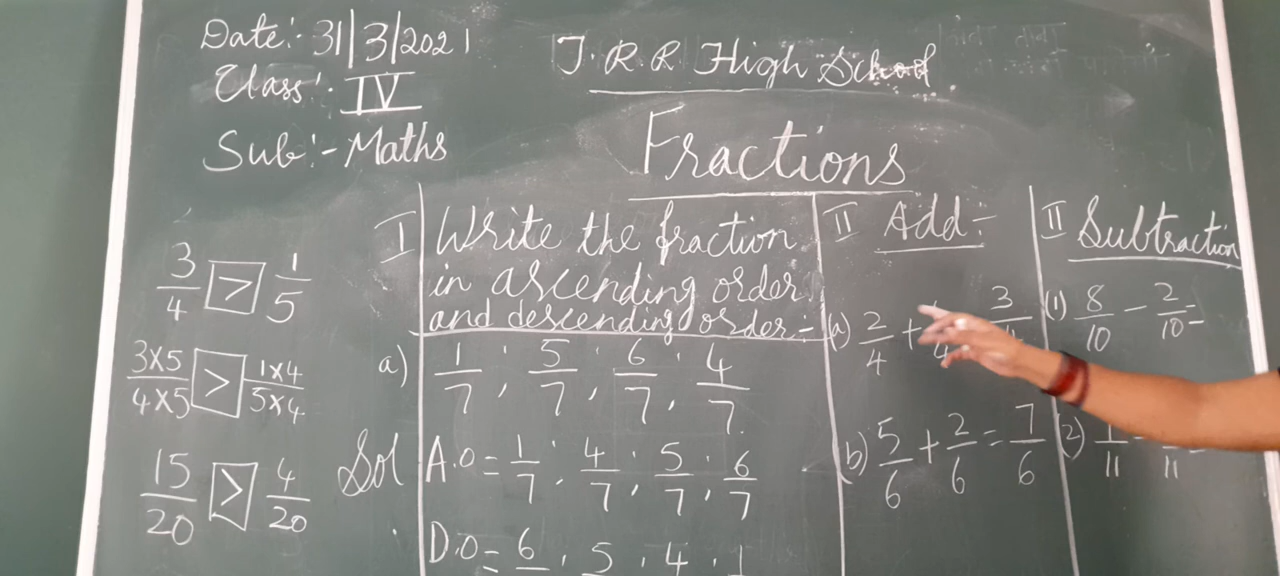 Date:- 31/3/2021
Class:- IV
Sub:- Maths
J.R.R High School
Fractions
3/4 > 1/5
3x5/4x5 > 1x4/5x4
15/20 > 4/20
I Write the fraction
in ascending order
and descending order:-
a) 1/7, 5/7, 6/7, 4/7
Sol A.O = 1/7, 4/7, 5/7, 6/7
D.O = 6 5 4 1
II Add:-
(a) 2/4 + 3
(b) 5/6 + 2/6 = 7/6
II Subtraction
(1) 8/10 - 2/10 =
(2) 1/11 - /11